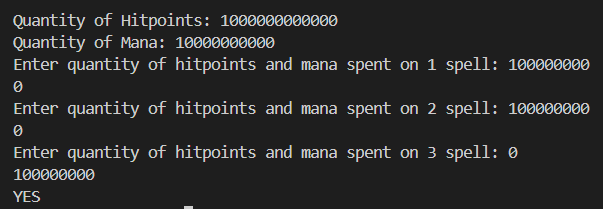 Quantity of Hitpoints: 1000000000000
Quantity of Mana: 10000000000
Enter quantity of hitpoints and mana spent on 1 spell: 100000000
0
Enter quantity of hitpoints and mana spent on 2 spell: 100000000
0
Enter quantity of hitpoints and mana spent on 3 spell: 0
100000000
YES